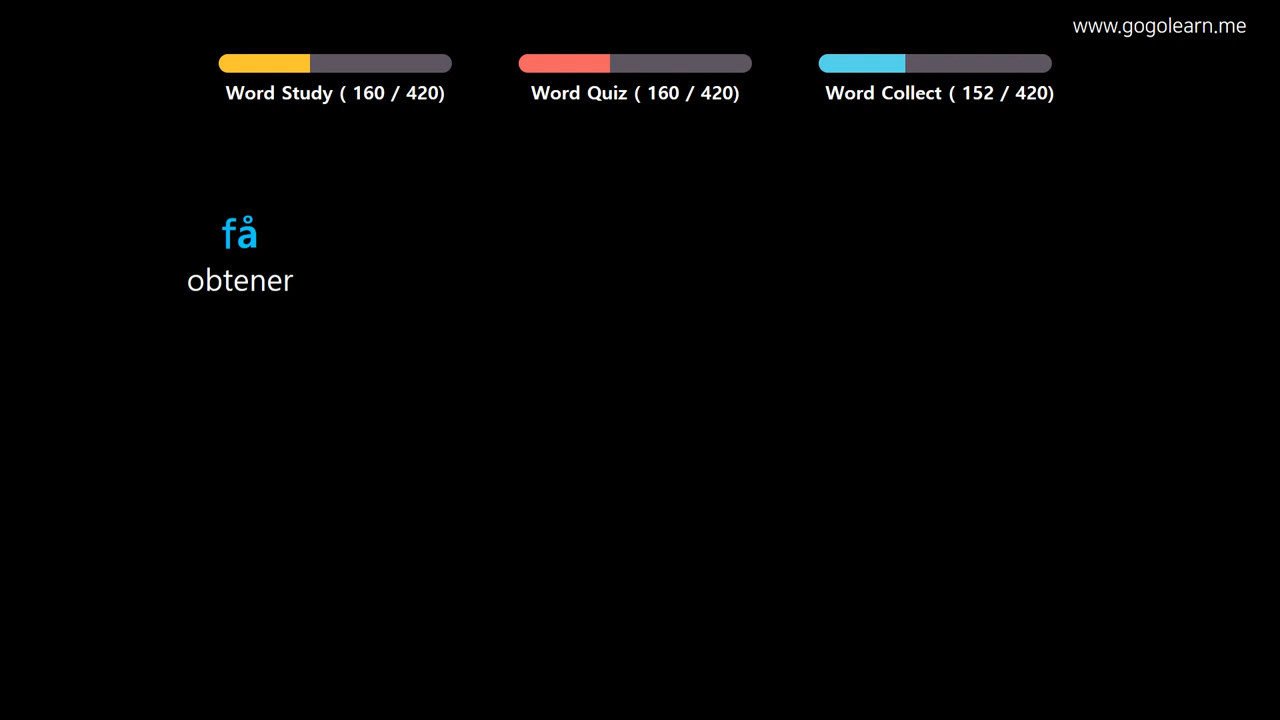 www.gogolearn.me
Word Study ( 160 / 420)
Word Quiz ( 160 / 420)
Word Collect ( 152 / 420)
få
obtener